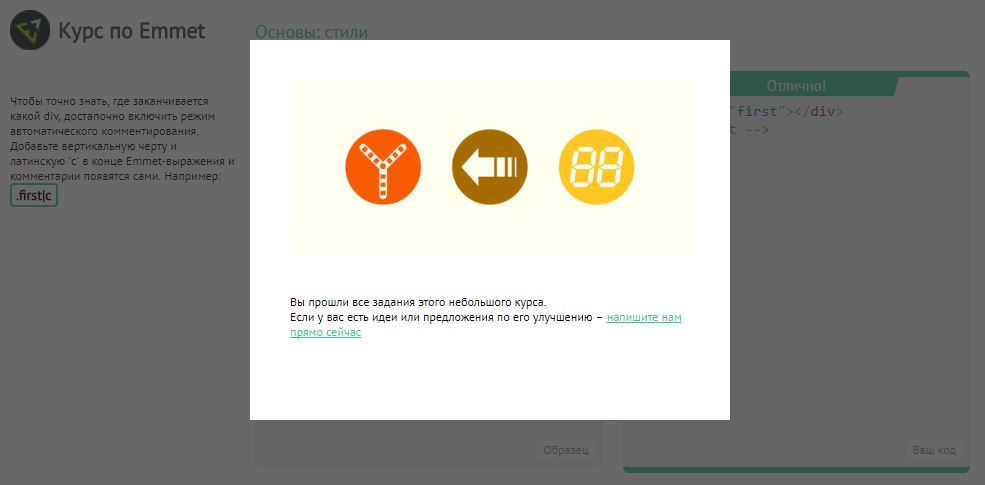 Курс по Emmet
Основы: стили
Чтобы точно знать, где заканчивается
какой div, достапочно включить режим
автоматического комментирования.
Добавьте вертикальную черту и
латинскую 'c' в конце Emmet-выражения и
комментарии появятся сами. Например:
.first|c
Отлично!
"first"></div>
t -->
88
Вы прошли все задания этого небольшого курса.
Если у вас есть идеи или предложения по его улучшению – напишите нам
прямо сейчас
Образец
Ваш код